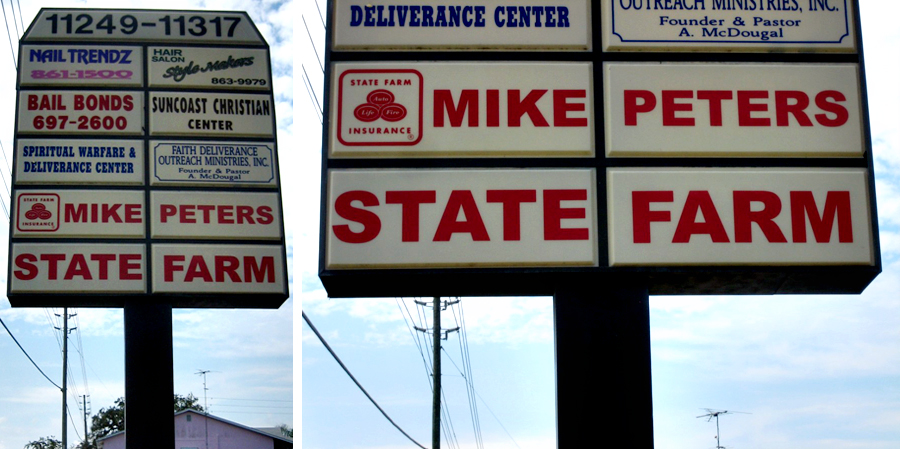 11249-11317
NAIL TRENDZ
861-1500
HAIR
SALON
Style Makers
863-9979
BAIL BONDS
697-2600
SUNCOAST CHRISTIAN
CENTER
SPIRITUAL WARFARE &
DELIVERANCE CENTER
FAITH DELIVERANCE
OUTREACH MINISTRIES, INC.
Founder & Pastor
A. McDougal
STATE FARM
INSURANCE
MIKE PETERS
STATE FARM
DELIVERANCE CENTER
OUTREACH MINISTRIES, INC.
Founder & Pastor
A. McDougal
STATE FARM
Auto
Life Fire
INSURANCE
®
MIKE PETERS
STATE FARM